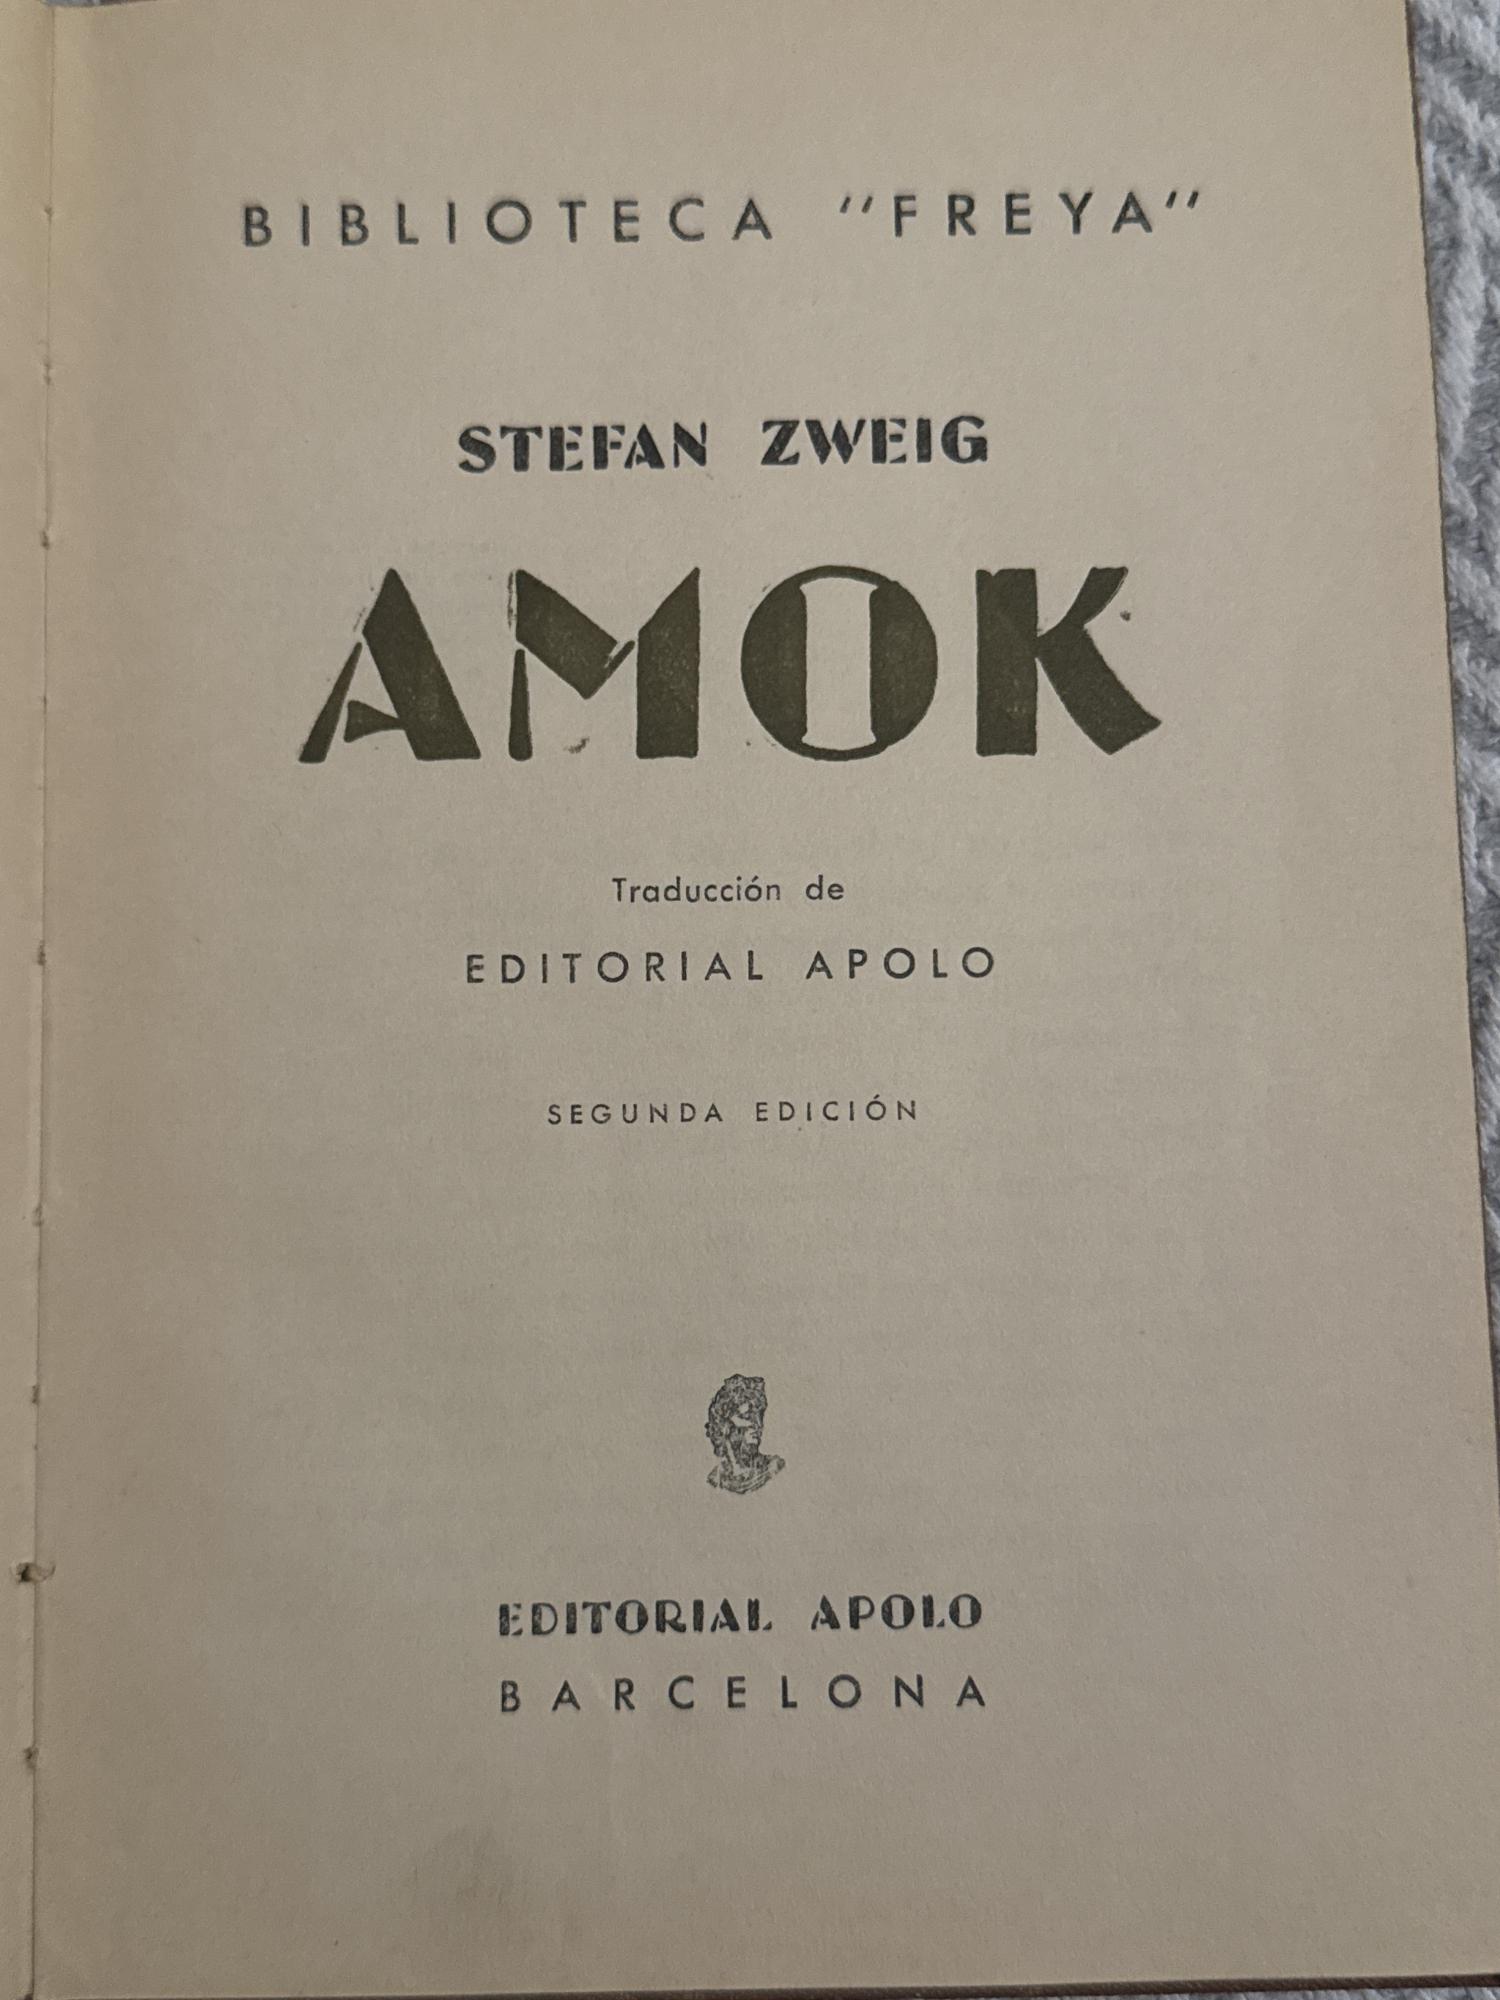 BIBLIOTECA "FREYA"
STEFAN ZWEIG
AMOK
Traducción de
EDITORIAL APOLO
SEGUNDA EDICIÓN
EDITORIAL APOLO
BARCELONA